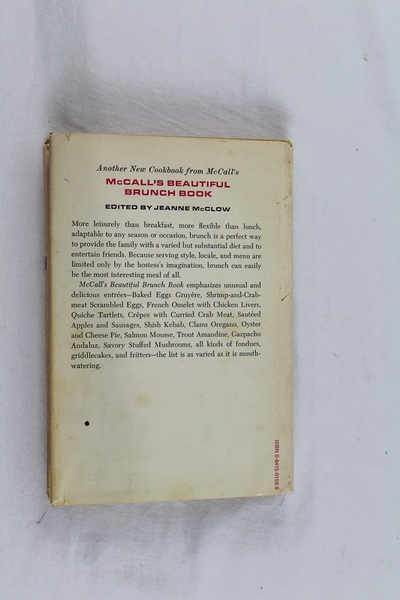 Another New Cookbook from McCall's
McCALL'S BEAUTIFUL
BRUNCH BOOK
EDITED BY JEANNE McCLOW
More leisurely than breakfast, more flexible than lunch,
adaptable to any season or occasion, brunch is a perfect way
to provide the family with a varied but substantial diet and to
entertain friends. Because serving style, locale, and menu are
limited only by the hostess's imagination, brunch can easily
be the most interesting meal of all.
McCall's Beautiful Brunch Book emphasizes unusual and
delicious entrées—Baked Eggs Gruyère, Shrimp-and-Crab-
meat Scrambled Eggs, French Omelet with Chicken Livers,
Quiche Tartlets, Crêpes with Curried Crab Meat, Sautéed
Apples and Sausages, Shish Kebab, Clams Oregano, Oyster
and Cheese Pie, Salmon Mousse, Trout Amandine, Gazpacho
Andaluz, Savory Stuffed Mushrooms, all kinds of fondues,
griddlecakes, and fritters—the list is as varied as it is mouth-
watering.
ISBN 0-8415-0159-9